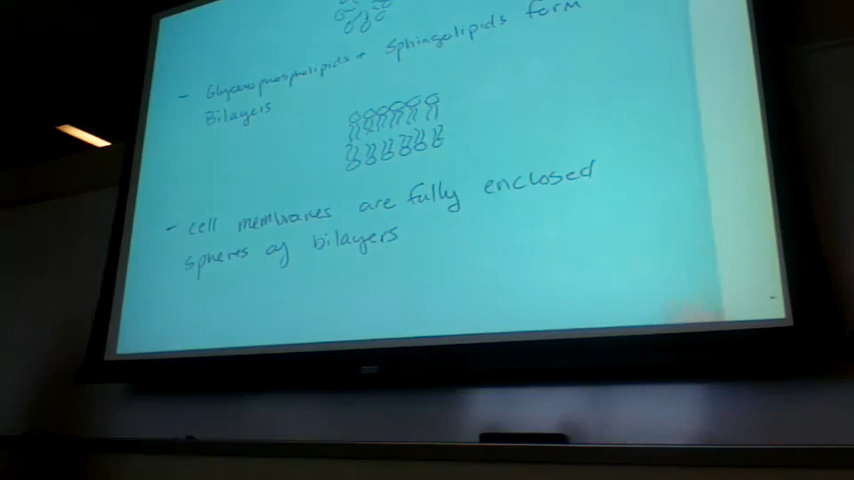 - Glycerophospholipids + Sphingolipids form
Bilayers
- cell membranes are fully enclosed
spheres of bilayers